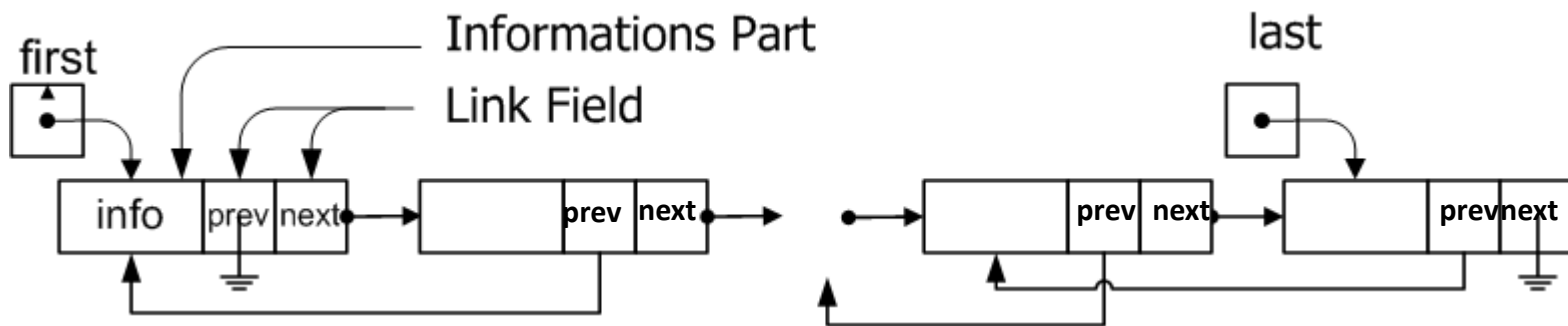 Informations Part
last
first
Link Field
info prev next prev next prev next prev next